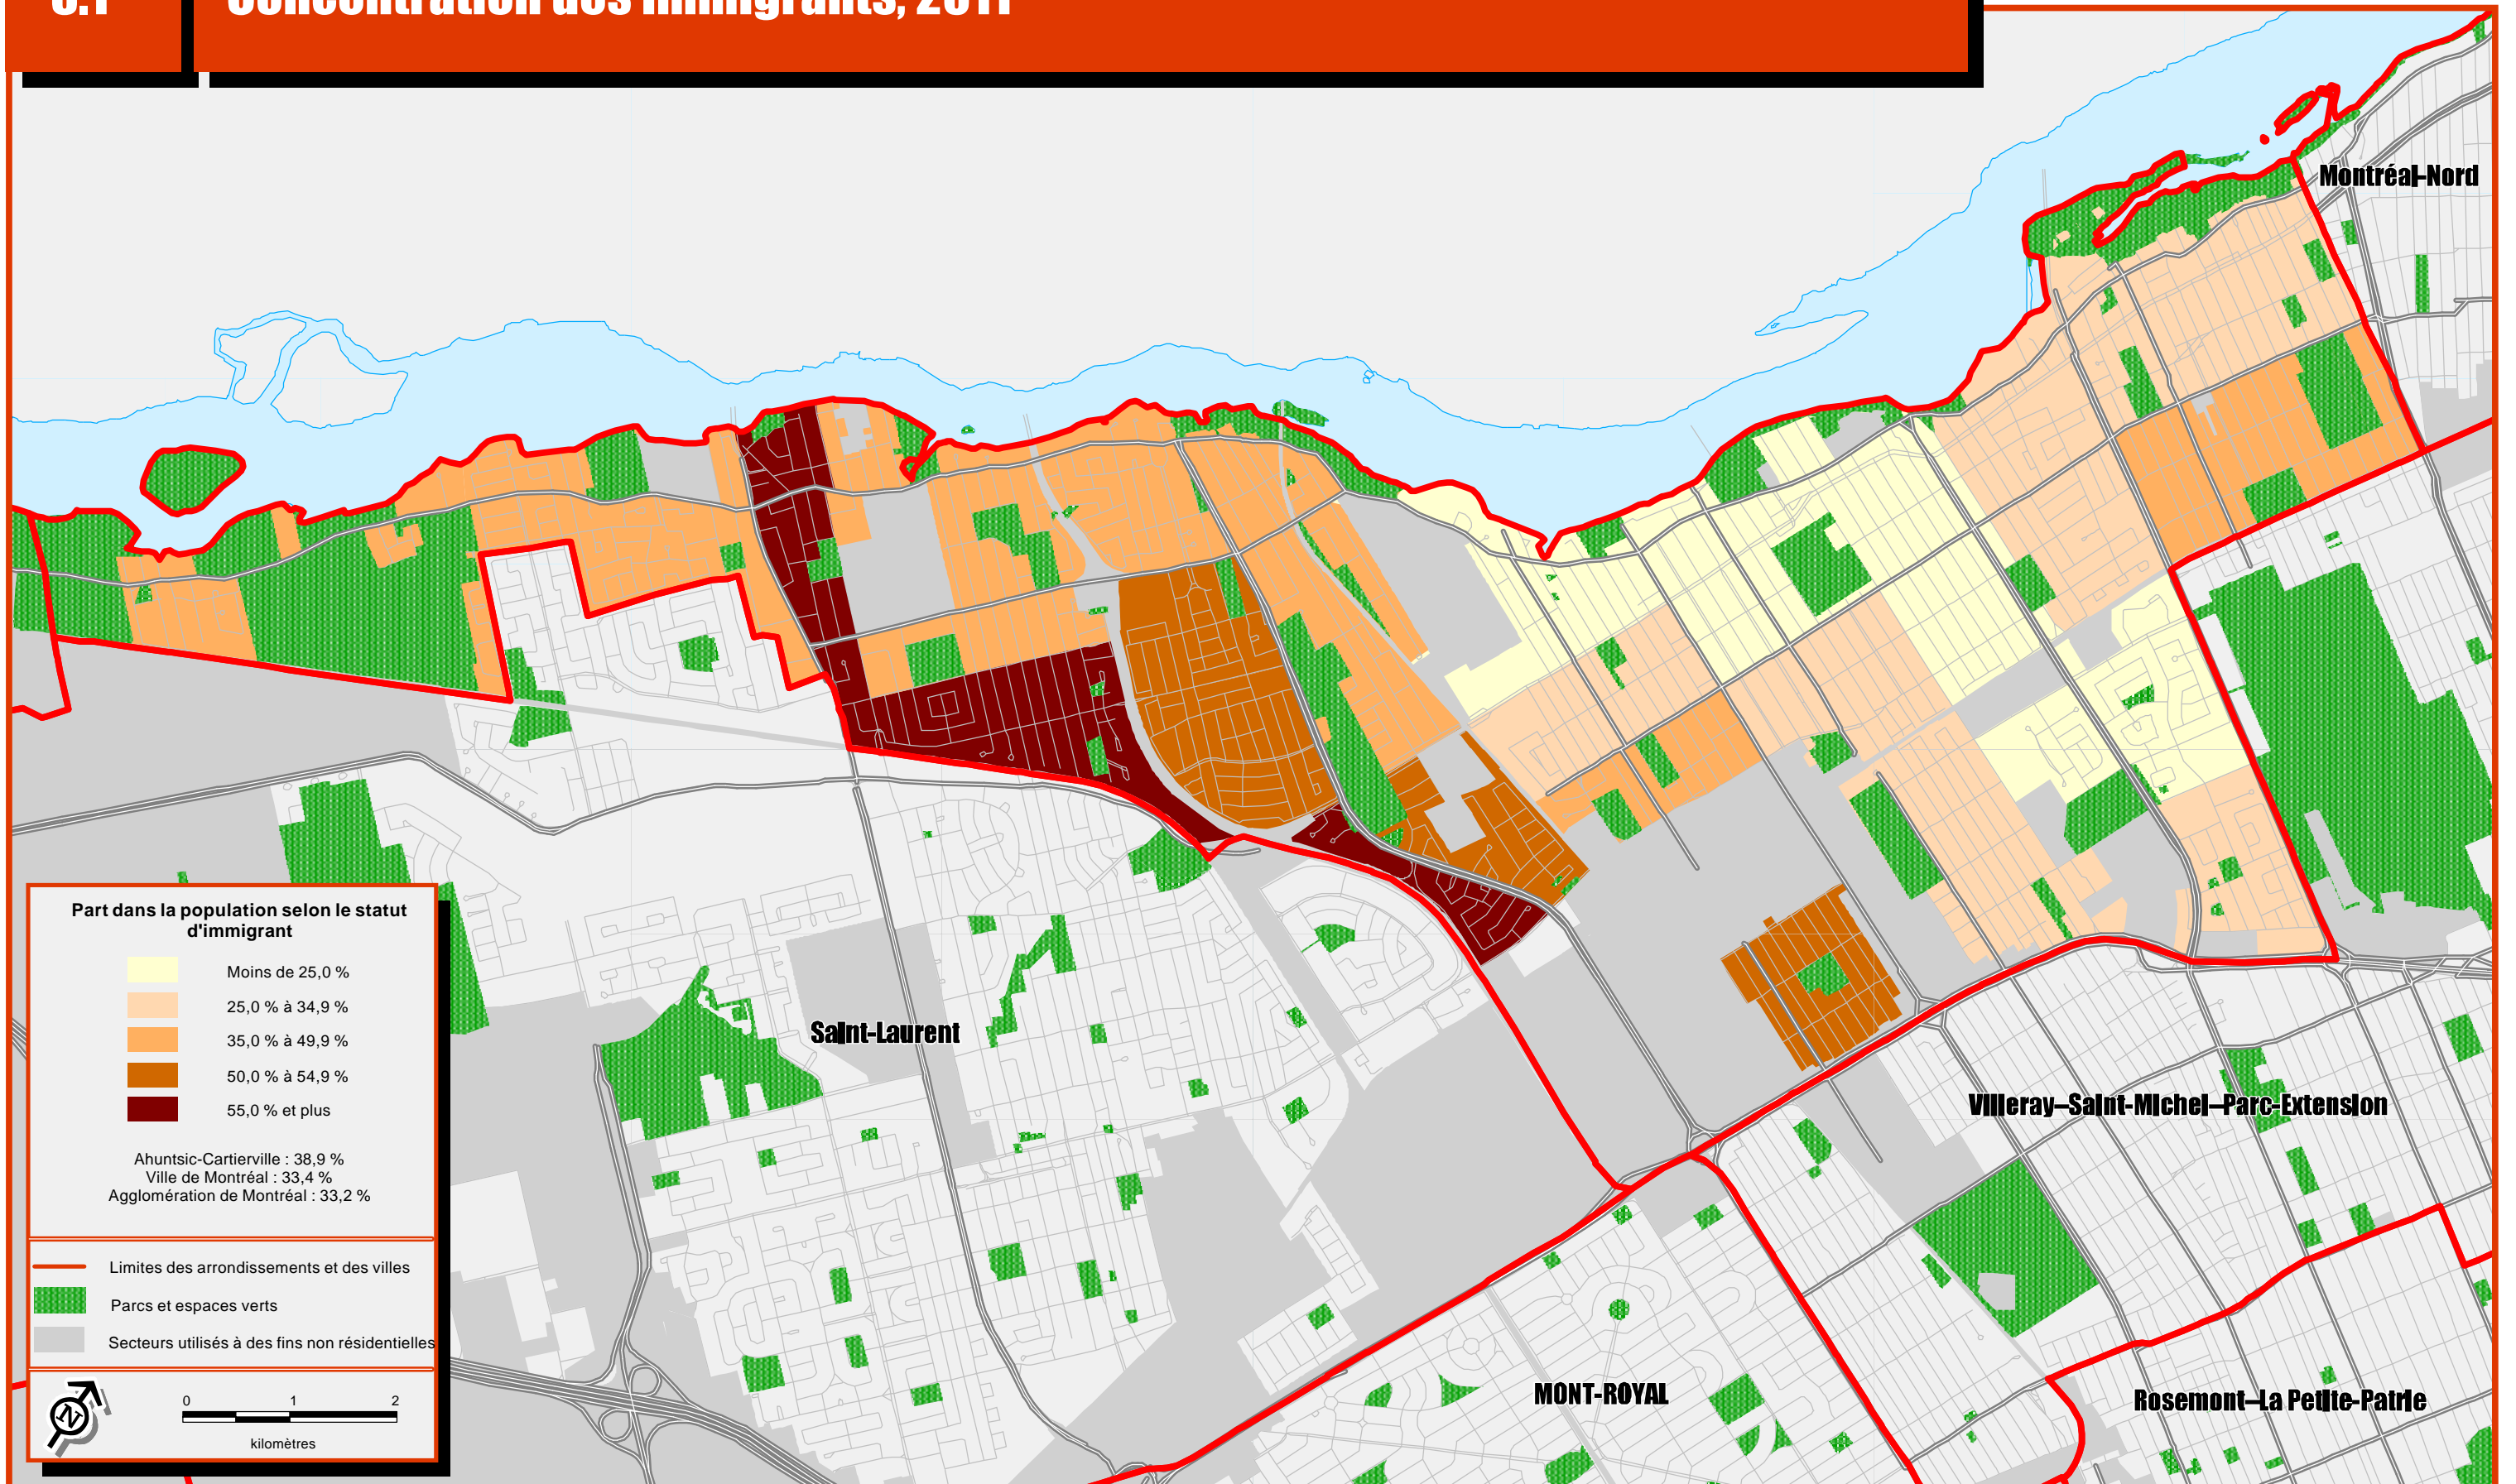 Concentration des immigrants, 2011
Montréal-Nord
Saint-Laurent
Villeray–Saint-Michel–Parc-Extension
MONT-ROYAL
Rosemont–La Petite-Patrie
Part dans la population selon le statut
d'immigrant
Moins de 25,0 %
25,0 % à 34,9 %
35,0 % à 49,9 %
50,0 % à 54,9 %
55,0 % et plus
Ahuntsic-Cartierville : 38,9 %
Ville de Montréal : 33,4 %
Agglomération de Montréal : 33,2 %
Limites des arrondissements et des villes
Parcs et espaces verts
Secteurs utilisés à des fins non résidentielles
N
0 1 2
kilomètres